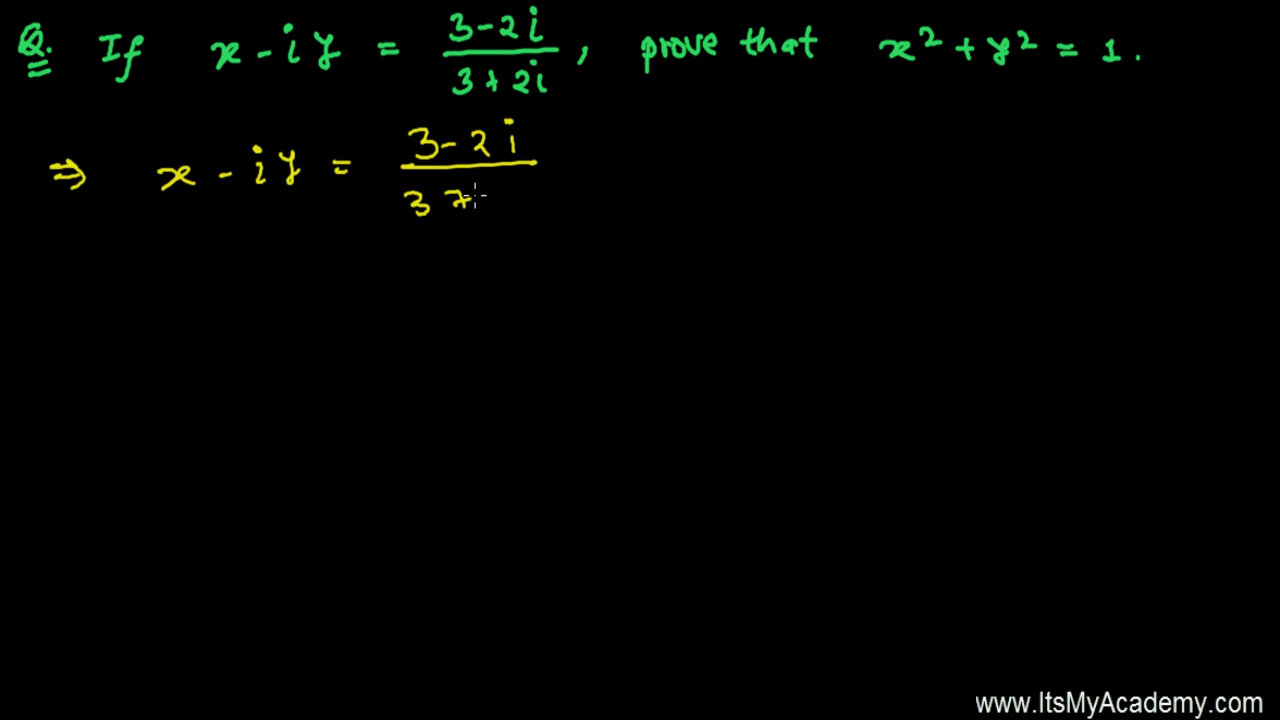 Q. If x - iy = 3-2i / 3+2i , prove that x² + y² = 1.
⇒ x - iy = 3-2i / 3+
www.ItsMyAcademy.com